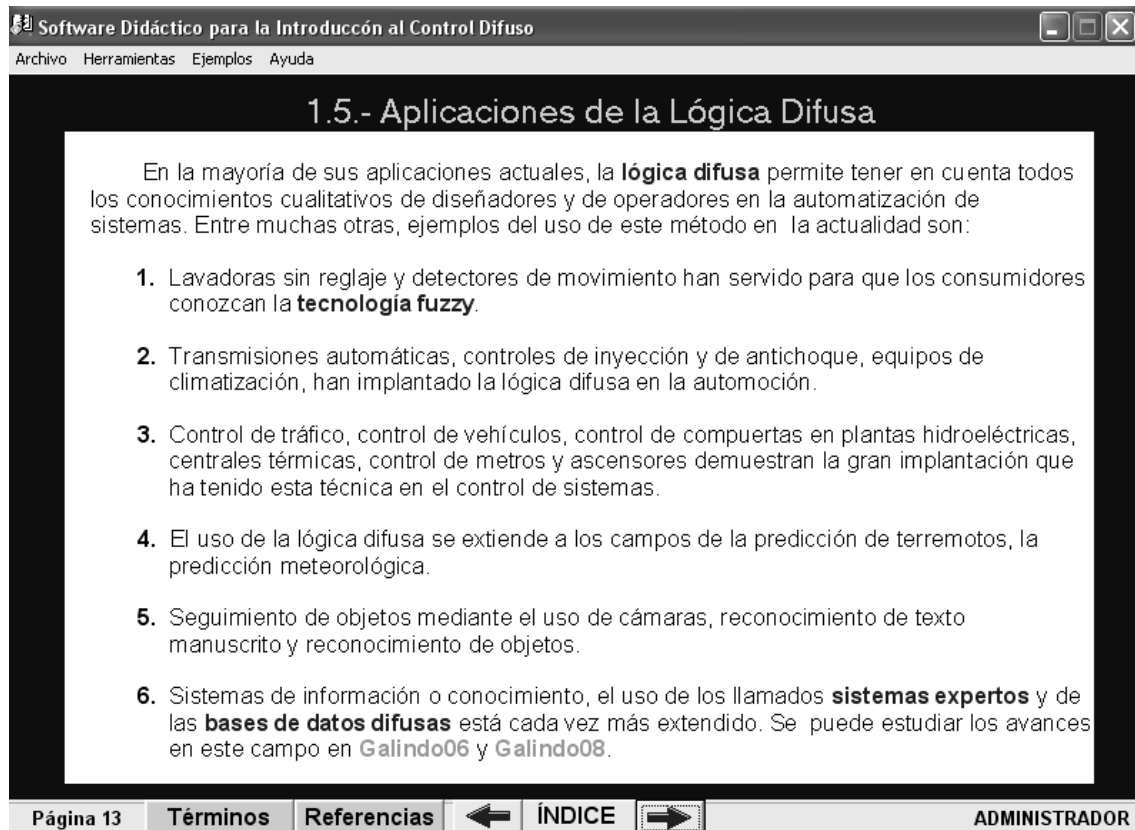 Software Didáctico para la Introduccón al Control Difuso
Archivo Herramientas Ejemplos Ayuda
1.5.- Aplicaciones de la Lógica Difusa
En la mayoría de sus aplicaciones actuales, la lógica difusa permite tener en cuenta todos
los conocimientos cualitativos de diseñadores y de operadores en la automatización de
sistemas. Entre muchas otras, ejemplos del uso de este método en la actualidad son:
1. Lavadoras sin reglaje y detectores de movimiento han servido para que los consumidores
conozcan la tecnología fuzzy.
2. Transmisiones automáticas, controles de inyección y de antichoque, equipos de
climatización, han implantado la lógica difusa en la automoción.
3. Control de tráfico, control de vehículos, control de compuertas en plantas hidroeléctricas,
centrales térmicas, control de metros y ascensores demuestran la gran implantación que
ha tenido esta técnica en el control de sistemas.
4. El uso de la lógica difusa se extiende a los campos de la predicción de terremotos, la
predicción meteorológica.
5. Seguimiento de objetos mediante el uso de cámaras, reconocimiento de texto
manuscrito y reconocimiento de objetos.
6. Sistemas de información o conocimiento, el uso de los llamados sistemas expertos y de
las bases de datos difusas está cada vez más extendido. Se puede estudiar los avances
en este campo en Galindo06 y Galindo08.
Página 13 Términos Referencias ÍNDICE ADMINISTRADOR